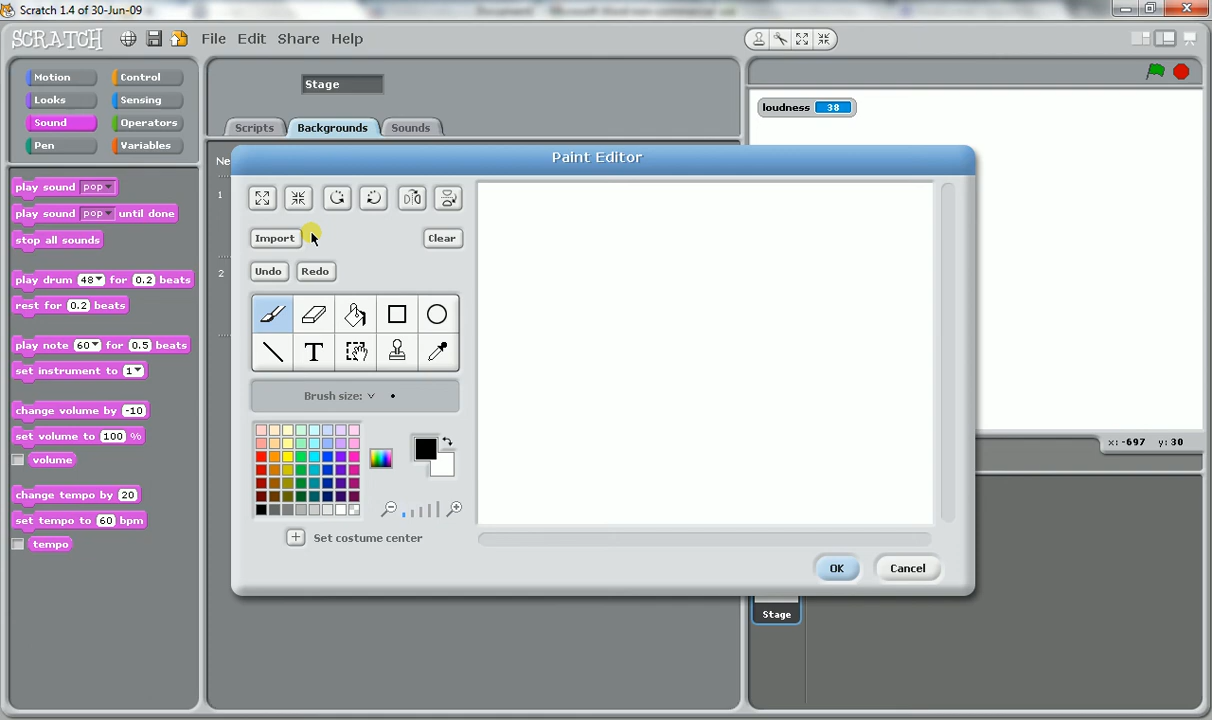 Scratch 1.4 of 30-Jun-09
SCRATCH File Edit Share Help
Motion Control
Looks Sensing
Sound Operators
Pen Variables
play sound pop
play sound pop until done
stop all sounds
play drum 48 for 0.2 beats
rest for 0.2 beats
play note 60 for 0.5 beats
set instrument to 1
change volume by -10
set volume to 100 %
volume
change tempo by 20
set tempo to 60 bpm
tempo
Stage
Scripts Backgrounds Sounds
Ne
1
2
Paint Editor
Import Clear
Undo Redo
T
Brush size:
Set costume center
OK Cancel
loudness 38
x: -697 y: 30
Stage